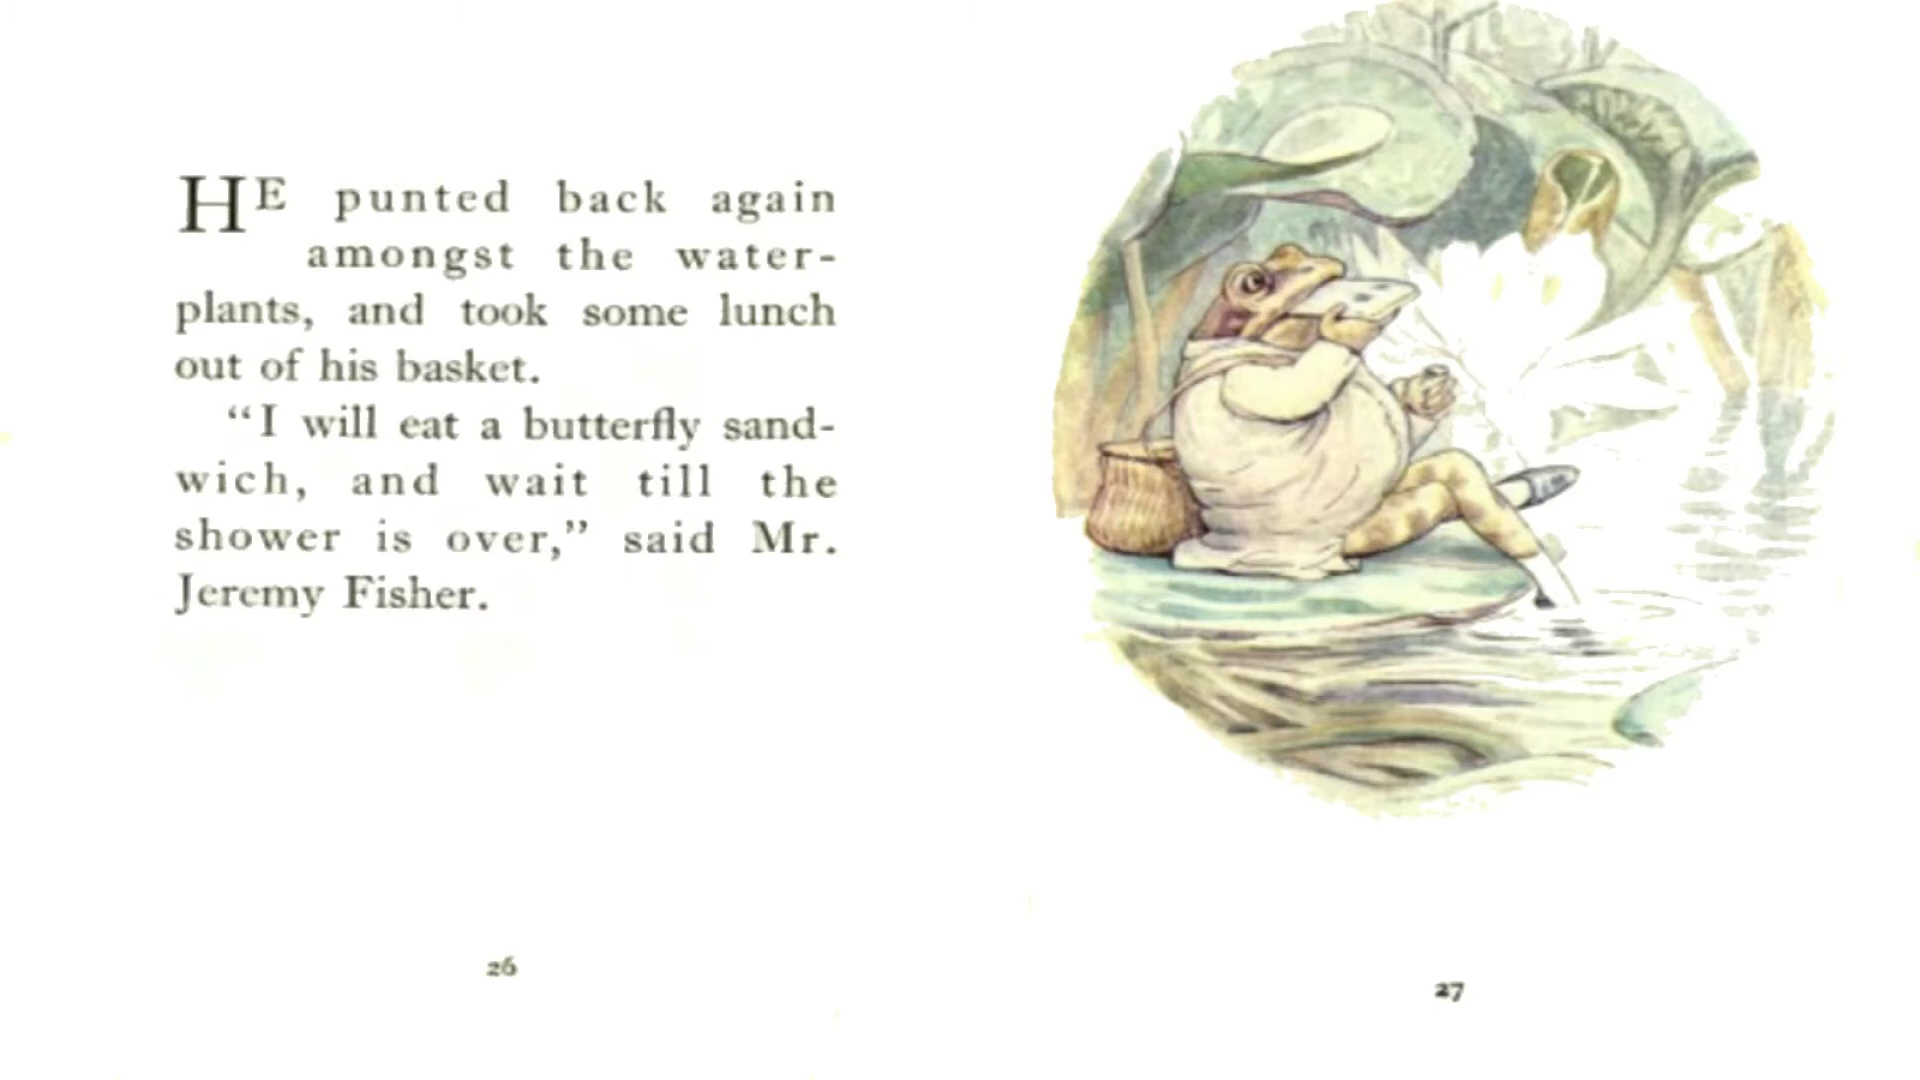 HE punted back again
amongst the water-
plants, and took some lunch
out of his basket.
“I will eat a butterfly sand-
wich, and wait till the
shower is over,” said Mr.
Jeremy Fisher.
26
27